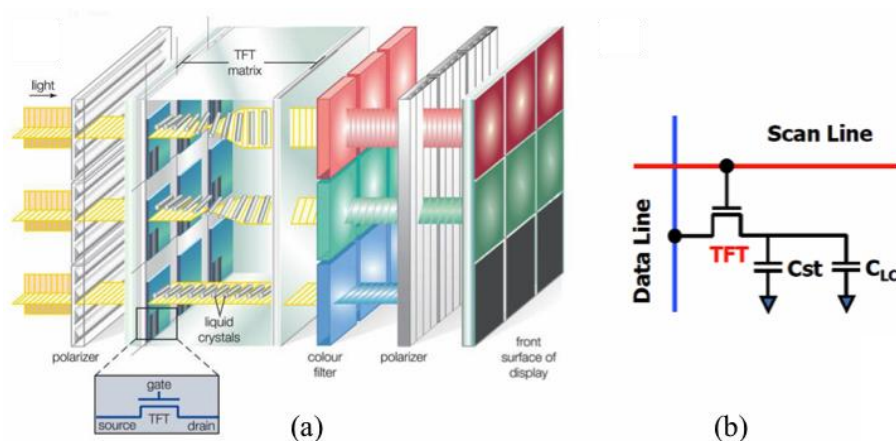 TFT
matrix
light
liquid
crystals
polarizer
colour
filter
polarizer
front
surface of
display
gate
source
TFT
drain
(a)
Scan Line
Data Line
TFT
Cst
CLC
(b)